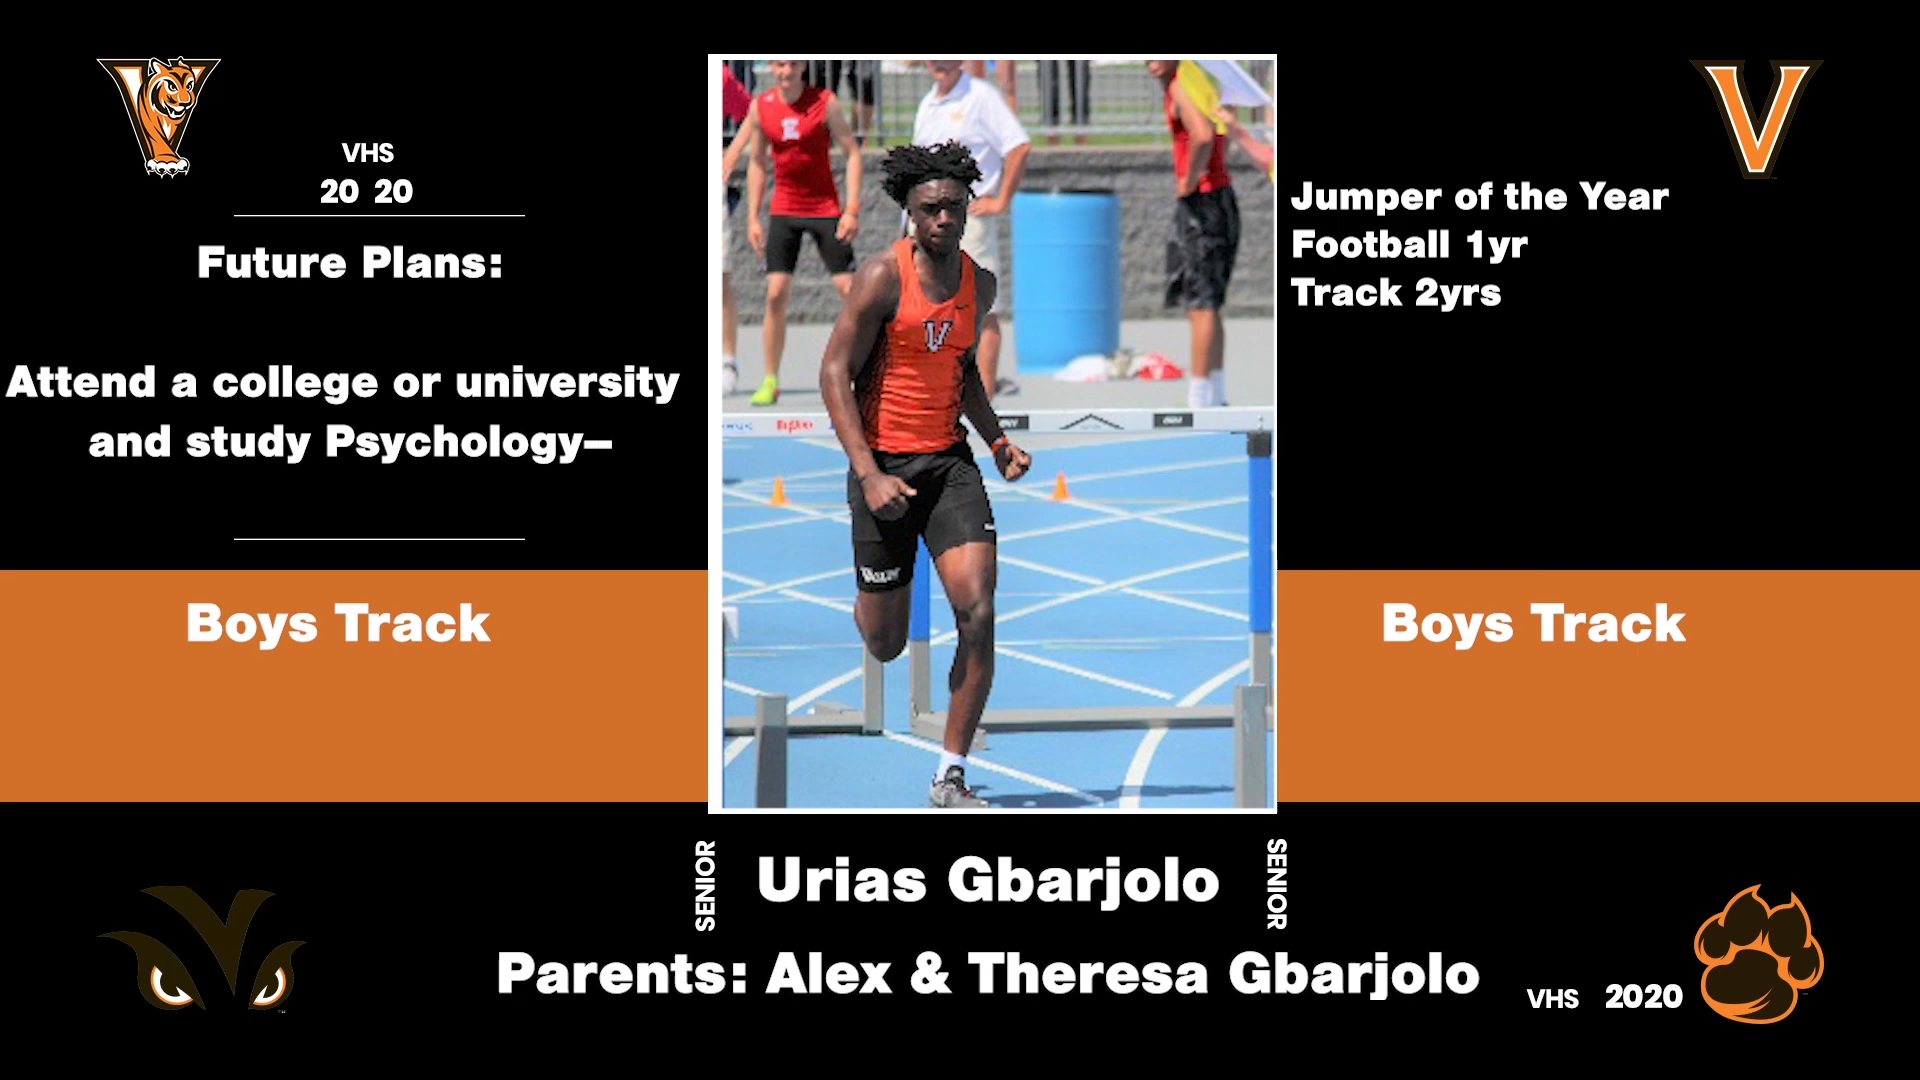 VHS
20 20
Future Plans:
Attend a college or university
and study Psychology—
Jumper of the Year
Football 1yr
Track 2yrs
V
V
Boys Track
Boys Track
SENIOR
Urias Gbarjolo
SENIOR
Parents: Alex & Theresa Gbarjolo
VHS 2020